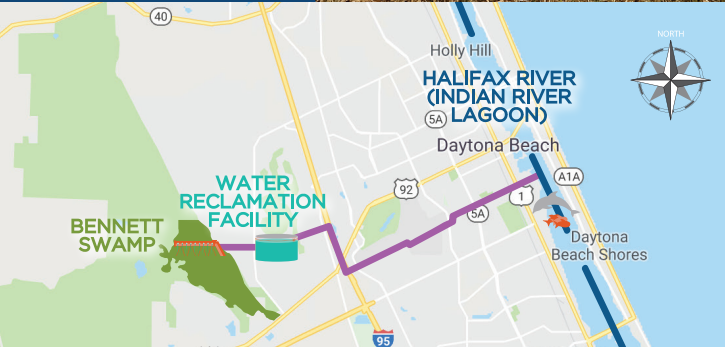 40
NORTH
Holly Hill
HALIFAX RIVER
(INDIAN RIVER
LAGOON)
5A
Daytona Beach
A1A
WATER
RECLAMATION
FACILITY
92
1
5A
BENNETT
SWAMP
Daytona
Beach Shores
95